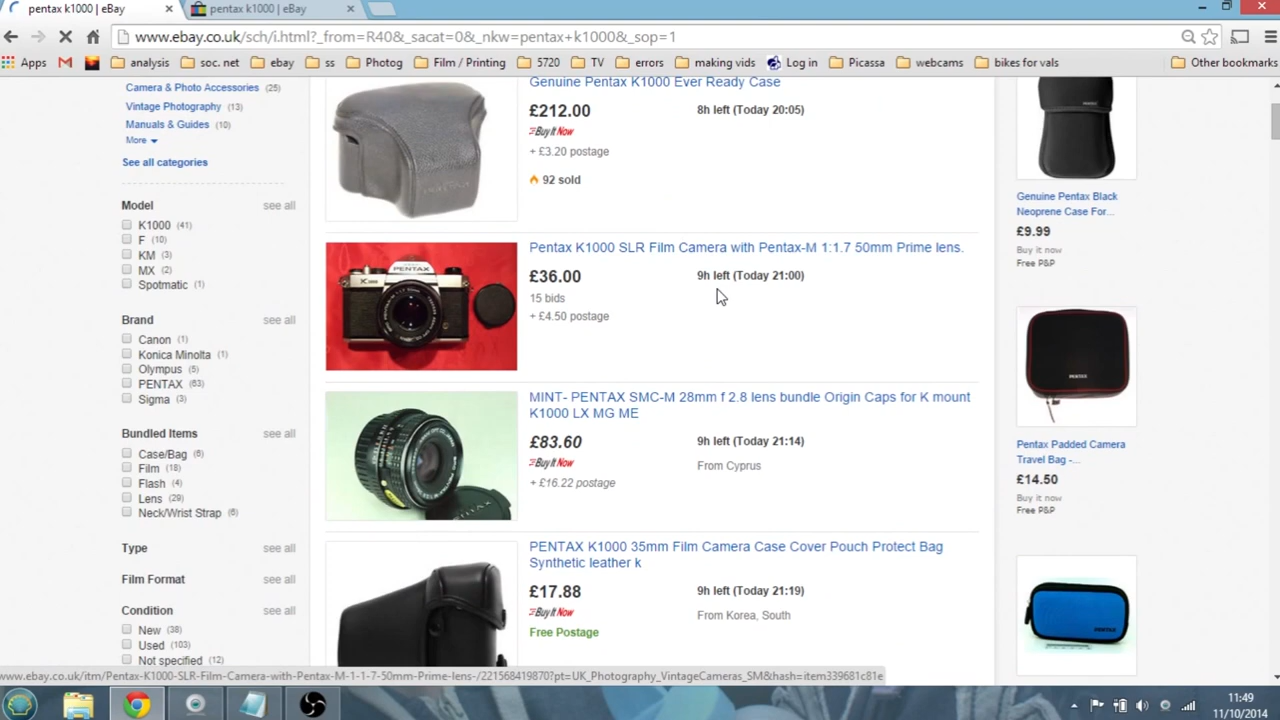 pentax k1000 | eBay
pentax k1000 | eBay
www.ebay.co.uk/sch/i.html?_from=R40&_sacat=0&_nkw=pentax+k1000&_sop=1
Apps analysis soc. net ebay ss Photog Film / Printing 5720 TV errors making vids Log in Picassa webcams bikes for vals Other bookmarks
Camera & Photo Accessories (25)
Vintage Photography (13)
Manuals & Guides (10)
More
See all categories
Model see all
K1000 (41)
F (10)
KM (3)
MX (2)
Spotmatic (1)
Brand see all
Canon (1)
Konica Minolta (1)
Olympus (5)
PENTAX (63)
Sigma (3)
Bundled Items see all
Case/Bag (6)
Film (18)
Flash (4)
Lens (29)
Neck/Wrist Strap (6)
Type see all
Film Format see all
Condition see all
New (38)
Used (103)
Not specified (12)
Genuine Pentax K1000 Ever Ready Case
£212.00 8h left (Today 20:05)
Buy It Now
+ £3.20 postage
92 sold
PENTAX
Pentax K1000 SLR Film Camera with Pentax-M 1:1.7 50mm Prime lens.
£36.00 9h left (Today 21:00)
15 bids
+ £4.50 postage
MINT- PENTAX SMC-M 28mm f 2.8 lens bundle Origin Caps for K mount
K1000 LX MG ME
£83.60 9h left (Today 21:14)
Buy It Now From Cyprus
+ £16.22 postage
PENTAX K1000 35mm Film Camera Case Cover Pouch Protect Bag
Synthetic leather k
£17.88 9h left (Today 21:19)
Buy It Now From Korea, South
Free Postage
Genuine Pentax Black
Neoprene Case For...
£9.99
Buy it now
Free P&P
PENTAX
Pentax Padded Camera
Travel Bag -...
£14.50
Buy it now
Free P&P
PENTAX
www.ebay.co.uk/itm/Pentax-K1000-SLR-Film-Camera-with-Pentax-M-1-1-7-50mm-Prime-lens-/221568419870?pt=UK_Photography_VintageCameras_SM&hash=item339681c81e
11:49
11/10/2014